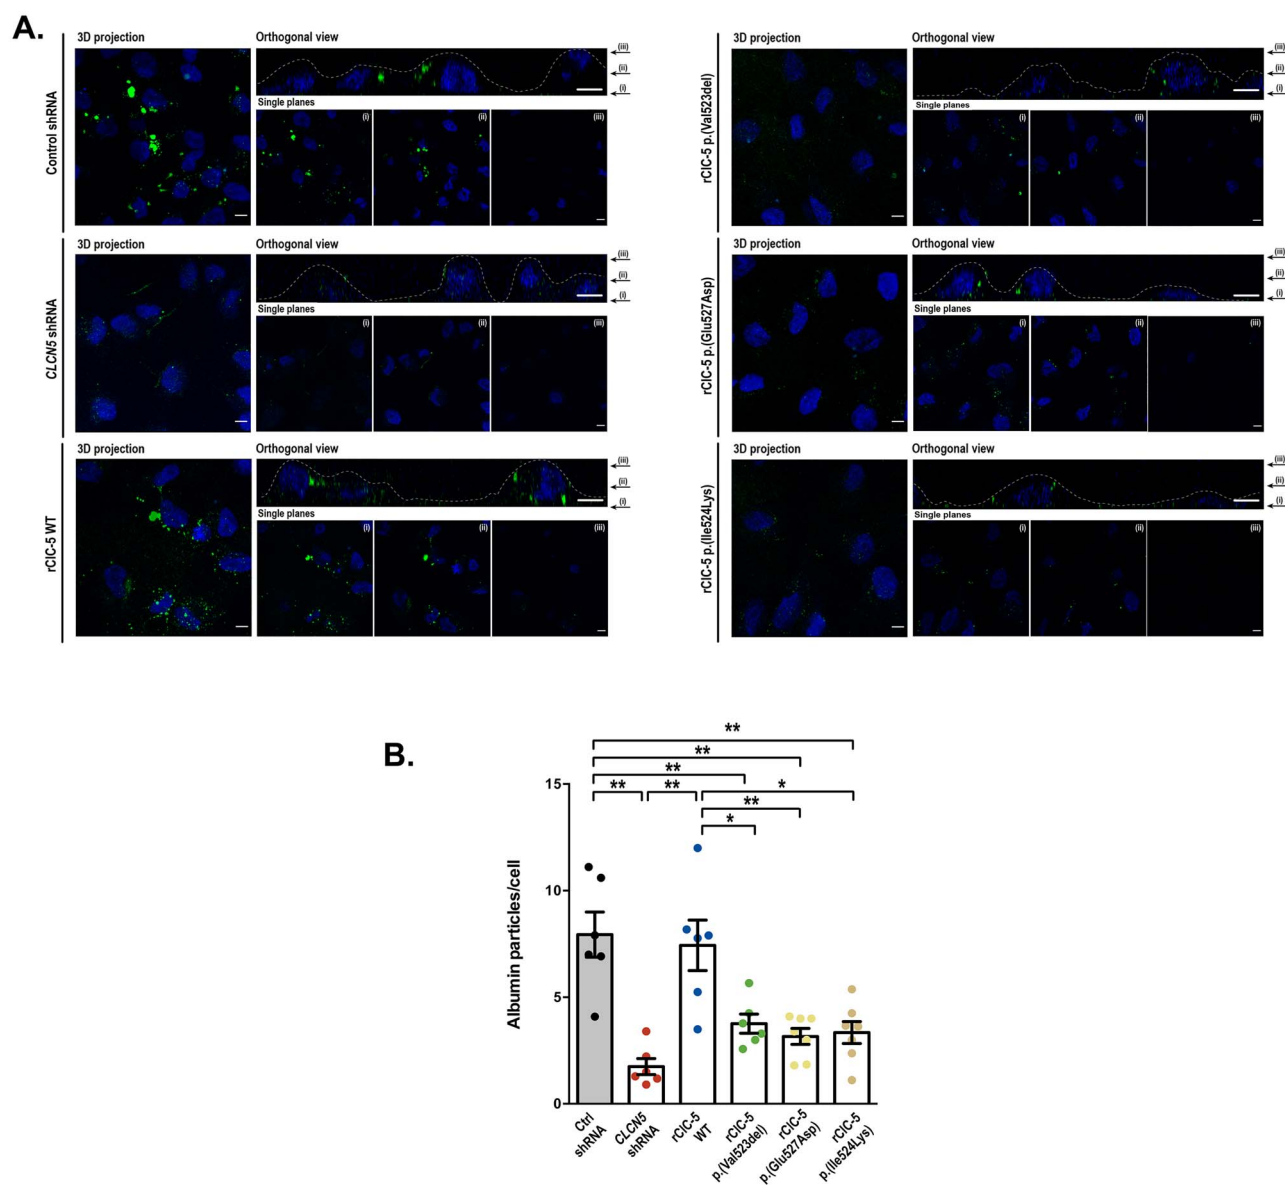 A.
Control shRNA
3D projection
Orthogonal view
(iii)
(ii)
(i)
Single planes
(i)
(ii)
(iii)
CLCN5 shRNA
3D projection
Orthogonal view
(iii)
(ii)
(i)
Single planes
(i)
(ii)
(iii)
rClC-5 WT
3D projection
Orthogonal view
(iii)
(ii)
(i)
Single planes
(i)
(ii)
(iii)
rClC-5 p.(Val523del)
3D projection
Orthogonal view
(iii)
(ii)
(i)
Single planes
(i)
(ii)
(iii)
rClC-5 p.(Glu527Asp)
3D projection
Orthogonal view
(iii)
(ii)
(i)
Single planes
(i)
(ii)
(iii)
rClC-5 p.(Ile524Lys)
3D projection
Orthogonal view
(iii)
(ii)
(i)
Single planes
(i)
(ii)
(iii)
B.
**
**
**
** ** *
**
*
Albumin particles/cell
15
10
5
0
Ctrl
shRNA
CLCN5
shRNA
rClC-5
WT
rClC-5
p.(Val523del)
rClC-5
p.(Glu527Asp)
rClC-5
p.(Ile524Lys)